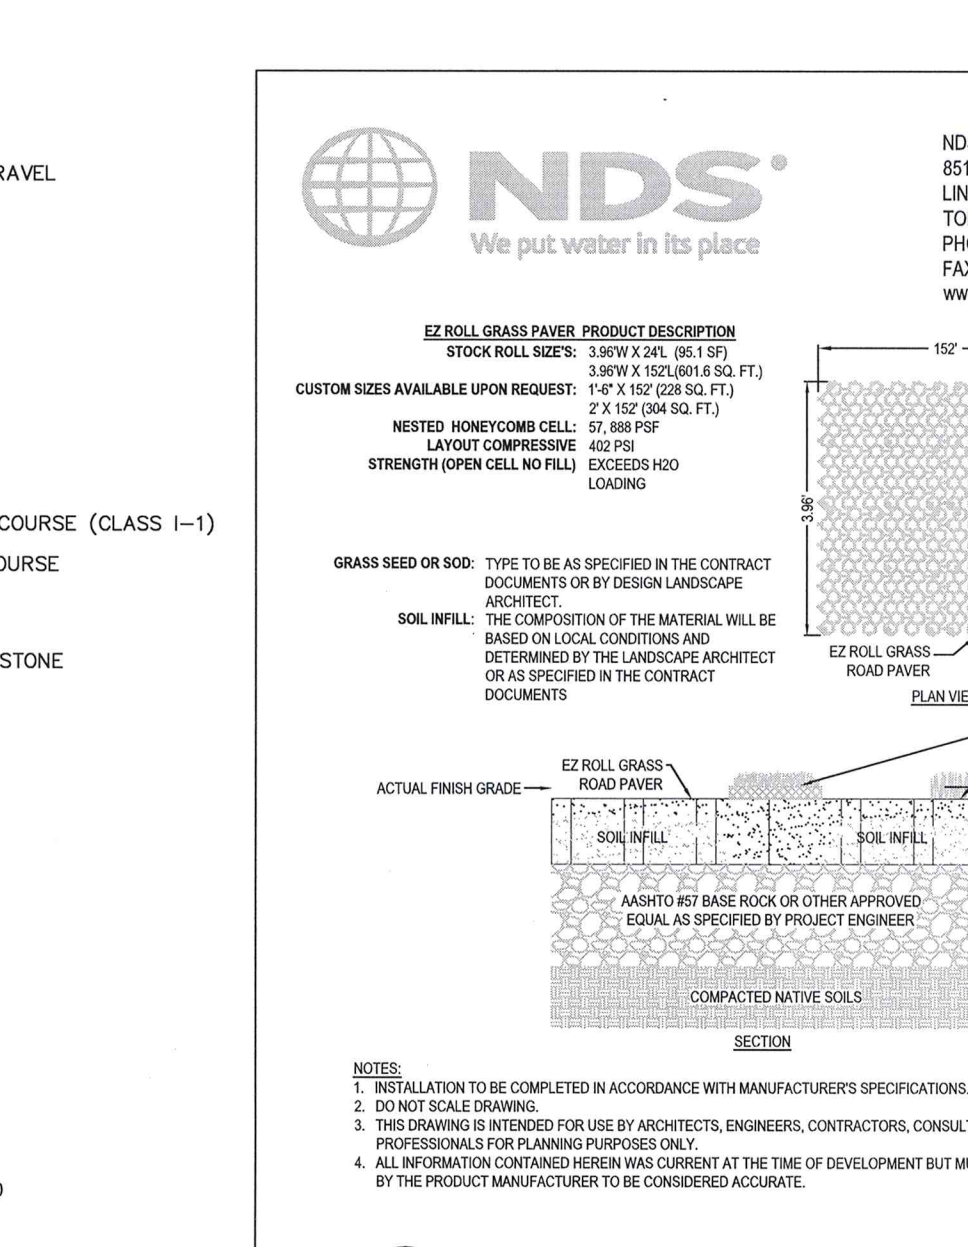 RAVEL
COURSE (CLASS I-1)
OURSE
STONE
NDS®
We put water in its place
ND
851
LIN
TO
PH
FAX
ww
EZ ROLL GRASS PAVER PRODUCT DESCRIPTION
STOCK ROLL SIZE'S: 3.96'W X 24'L (95.1 SF)
3.96'W X 152'L(601.6 SQ. FT.)
CUSTOM SIZES AVAILABLE UPON REQUEST: 1'-6" X 152' (228 SQ. FT.)
2' X 152' (304 SQ. FT.)
NESTED HONEYCOMB CELL: 57, 888 PSF
LAYOUT COMPRESSIVE 402 PSI
STRENGTH (OPEN CELL NO FILL) EXCEEDS H2O
LOADING
152'
3.96'
EZ ROLL GRASS
ROAD PAVER
PLAN VIE
GRASS SEED OR SOD: TYPE TO BE AS SPECIFIED IN THE CONTRACT
DOCUMENTS OR BY DESIGN LANDSCAPE
ARCHITECT.
SOIL INFILL: THE COMPOSITION OF THE MATERIAL WILL BE
BASED ON LOCAL CONDITIONS AND
DETERMINED BY THE LANDSCAPE ARCHITECT
OR AS SPECIFIED IN THE CONTRACT
DOCUMENTS
EZ ROLL GRASS
ROAD PAVER
ACTUAL FINISH GRADE
SOIL INFILL
SOIL INFILL
AASHTO #57 BASE ROCK OR OTHER APPROVED
EQUAL AS SPECIFIED BY PROJECT ENGINEER
COMPACTED NATIVE SOILS
SECTION
NOTES:
1. INSTALLATION TO BE COMPLETED IN ACCORDANCE WITH MANUFACTURER'S SPECIFICATIONS.
2. DO NOT SCALE DRAWING.
3. THIS DRAWING IS INTENDED FOR USE BY ARCHITECTS, ENGINEERS, CONTRACTORS, CONSUL
PROFESSIONALS FOR PLANNING PURPOSES ONLY.
4. ALL INFORMATION CONTAINED HEREIN WAS CURRENT AT THE TIME OF DEVELOPMENT BUT M
BY THE PRODUCT MANUFACTURER TO BE CONSIDERED ACCURATE.